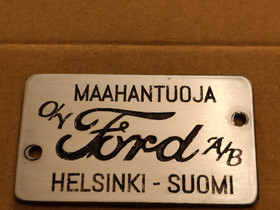 MAAHANTUOJA
O/Y Ford A/B
HELSINKI - SUOMI